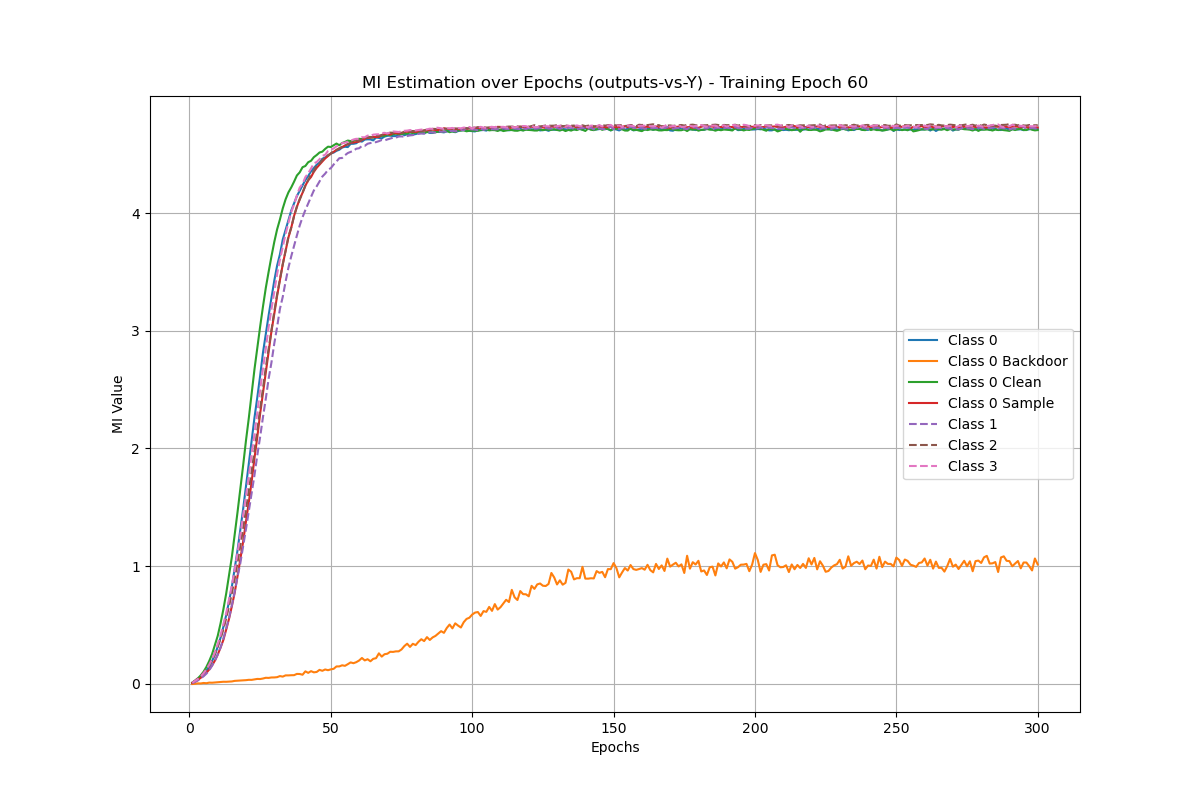 MI Estimation over Epochs (outputs-vs-Y) - Training Epoch 60
MI Value
4
3
2
1
0
Class 0
Class 0 Backdoor
Class 0 Clean
Class 0 Sample
Class 1
Class 2
Class 3
0 50 100 150 200 250 300
Epochs